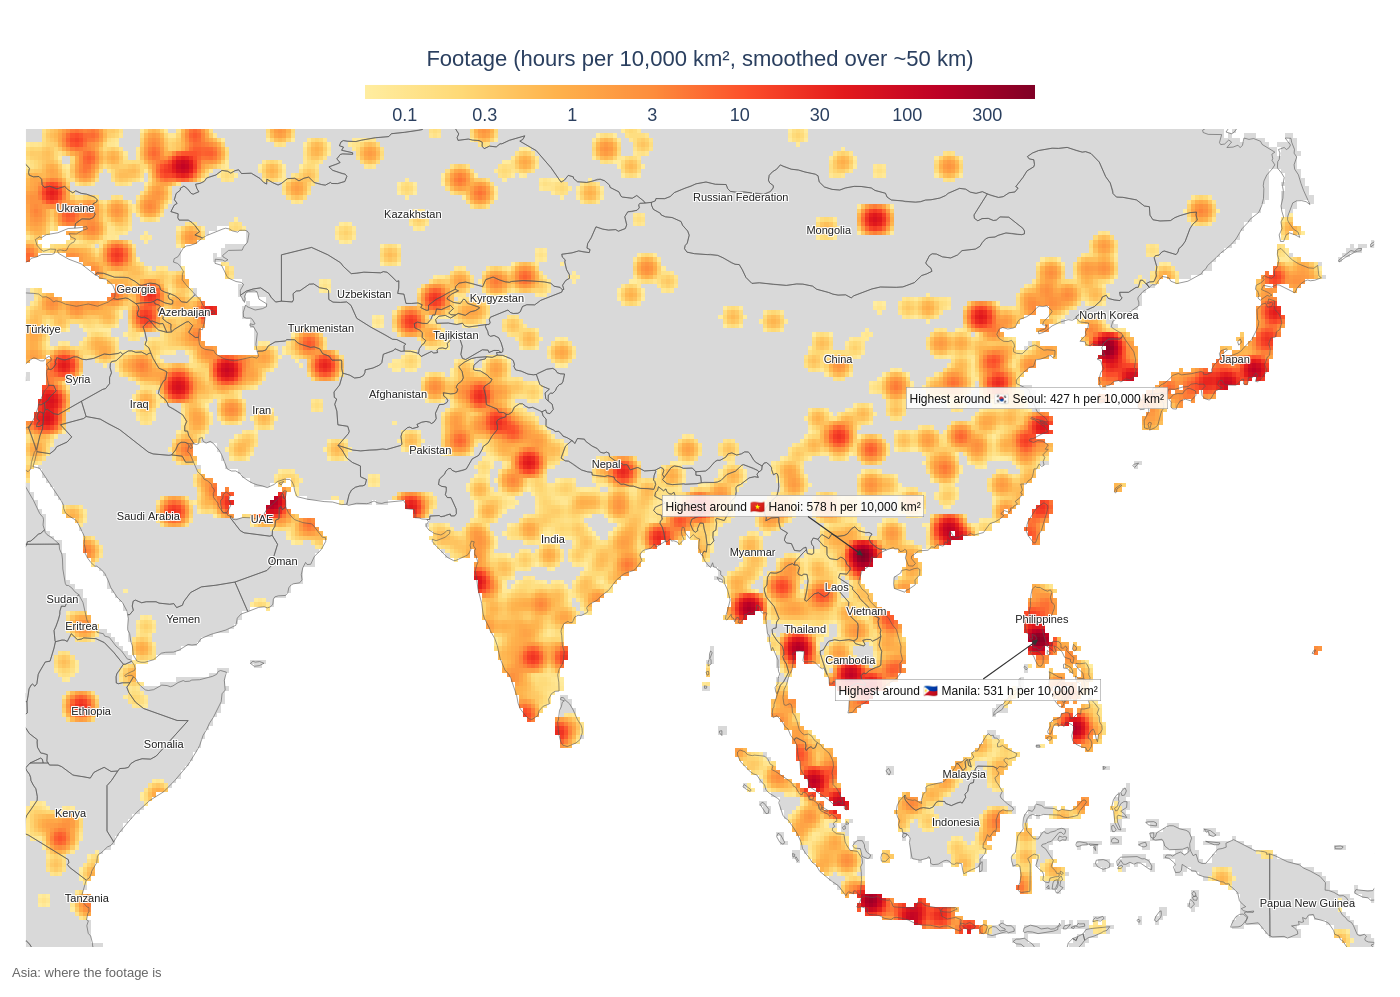 Footage (hours per 10,000 km², smoothed over ~50 km)
0.1 0.3 1 3 10 30 100 300
Russian Federation
Ukraine
Kazakhstan
Mongolia
Georgia
Uzbekistan
Kyrgyzstan
Azerbaijan
North Korea
Türkiye
Turkmenistan
Tajikistan
Syria
China
Japan
Afghanistan
Iraq
Iran
Highest around 🇰🇷 Seoul: 427 h per 10,000 km²
Pakistan
Nepal
Highest around 🇻🇳 Hanoi: 578 h per 10,000 km²
Saudi Arabia
UAE
India
Myanmar
Oman
Laos
Sudan
Vietnam
Eritrea
Yemen
Philippines
Thailand
Cambodia
Highest around 🇵🇭 Manila: 531 h per 10,000 km²
Ethiopia
Somalia
Malaysia
Kenya
Indonesia
Tanzania
Papua New Guinea
Asia: where the footage is